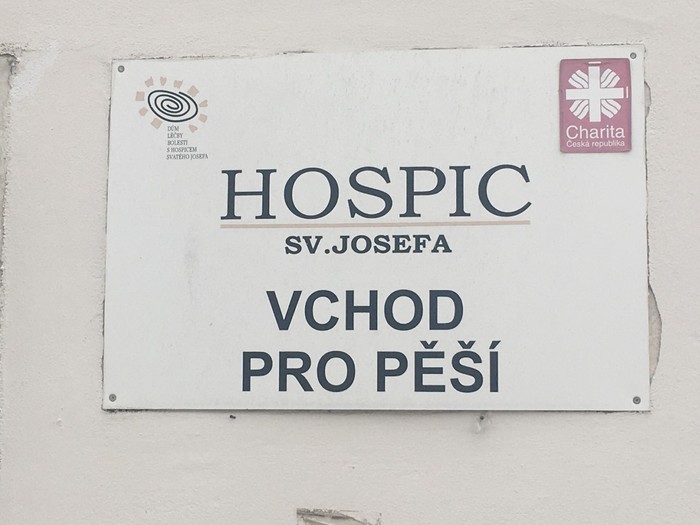 DŮM
LÉČBY
BOLESTI
S HOSPICEM
SVATÉHO JOSEFA
Charita
Česká republika
HOSPIC
SV.JOSEFA
VCHOD
PRO PĚŠÍ